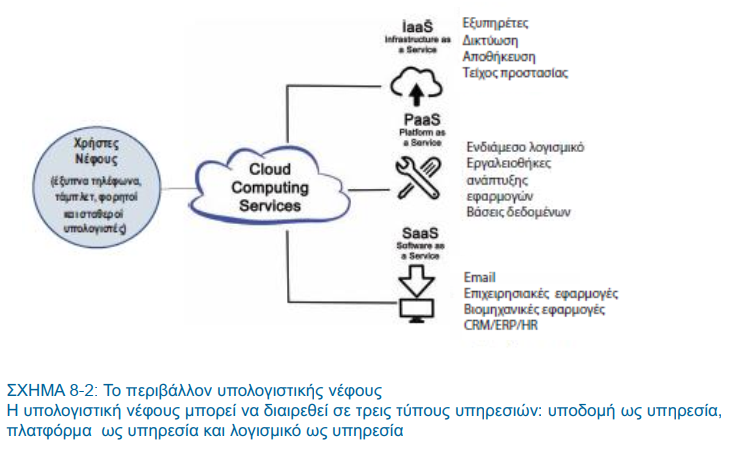 Χρήστες
Νέφους
(έξυπνα τηλέφωνα,
τάμπλετ, φορητοί
και σταθεροί
υπολογιστές)
Cloud
Computing
Services
IaaS
Infrastructure as
a Service
Εξυπηρέτες
Δικτύωση
Αποθήκευση
Τείχος προστασίας
PaaS
Platform as
a Service
Ενδιάμεσο λογισμικό
Εργαλειοθήκες
ανάπτυξης
εφαρμογών
Βάσεις δεδομένων
SaaS
Software as
a Service
Email
Επιχειρησιακές εφαρμογές
Βιομηχανικές εφαρμογές
CRM/ERP/HR
ΣΧΗΜΑ 8-2: Το περιβάλλον υπολογιστικής νέφους
Η υπολογιστική νέφους μπορεί να διαιρεθεί σε τρεις τύπους υπηρεσιών: υποδομή ως υπηρεσία,
πλατφόρμα ως υπηρεσία και λογισμικό ως υπηρεσία